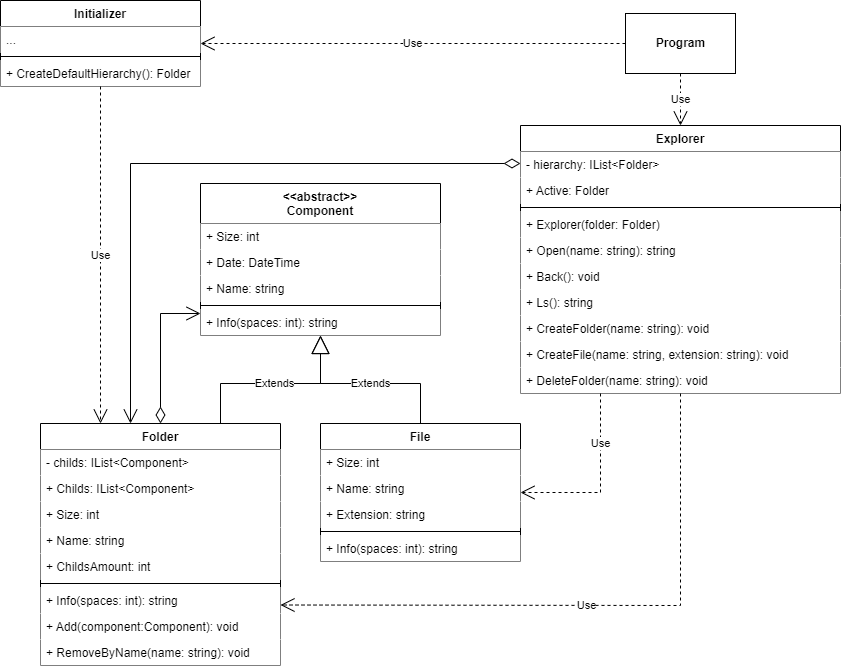 Initializer
...
+ CreateDefaultHierarchy(): Folder
Use
Program
Use
Explorer
- hierarchy: IList<Folder>
+ Active: Folder
+ Explorer(folder: Folder)
+ Open(name: string): string
+ Back(): void
+ Ls(): string
+ CreateFolder(name: string): void
+ CreateFile(name: string, extension: string): void
+ DeleteFolder(name: string): void
<<abstract>>
Component
+ Size: int
+ Date: DateTime
+ Name: string
+ Info(spaces: int): string
Use
Extends
Extends
Folder
- childs: IList<Component>
+ Childs: IList<Component>
+ Size: int
+ Name: string
+ ChildsAmount: int
+ Info(spaces: int): string
+ Add(component:Component): void
+ RemoveByName(name: string): void
File
+ Size: int
+ Name: string
+ Extension: string
+ Info(spaces: int): string
Use
Use